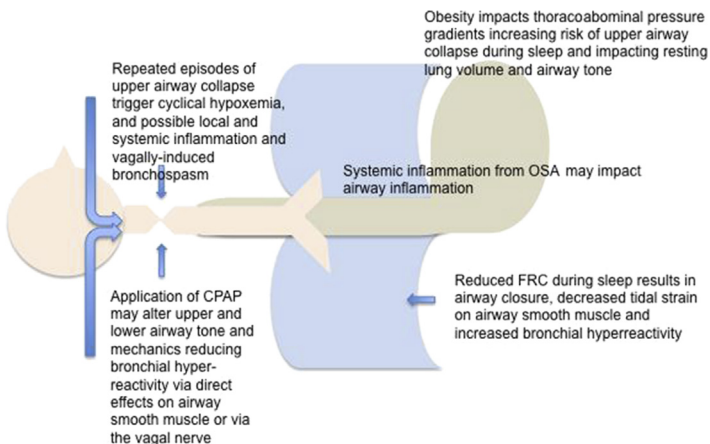 Obesity impacts thoracoabominal pressure
gradients increasing risk of upper airway
collapse during sleep and impacting resting
lung volume and airway tone
Repeated episodes of
upper airway collapse
trigger cyclical hypoxemia,
and possible local and
systemic inflammation and
vagally-induced
bronchospasm
Systemic inflammation from OSA may impact
airway inflammation
Reduced FRC during sleep results in
airway closure, decreased tidal strain
on airway smooth muscle and
increased bronchial hyperreactivity
Application of CPAP
may alter upper and
lower airway tone and
mechanics reducing
bronchial hyper-
reactivity via direct
effects on airway
smooth muscle or via
the vagal nerve